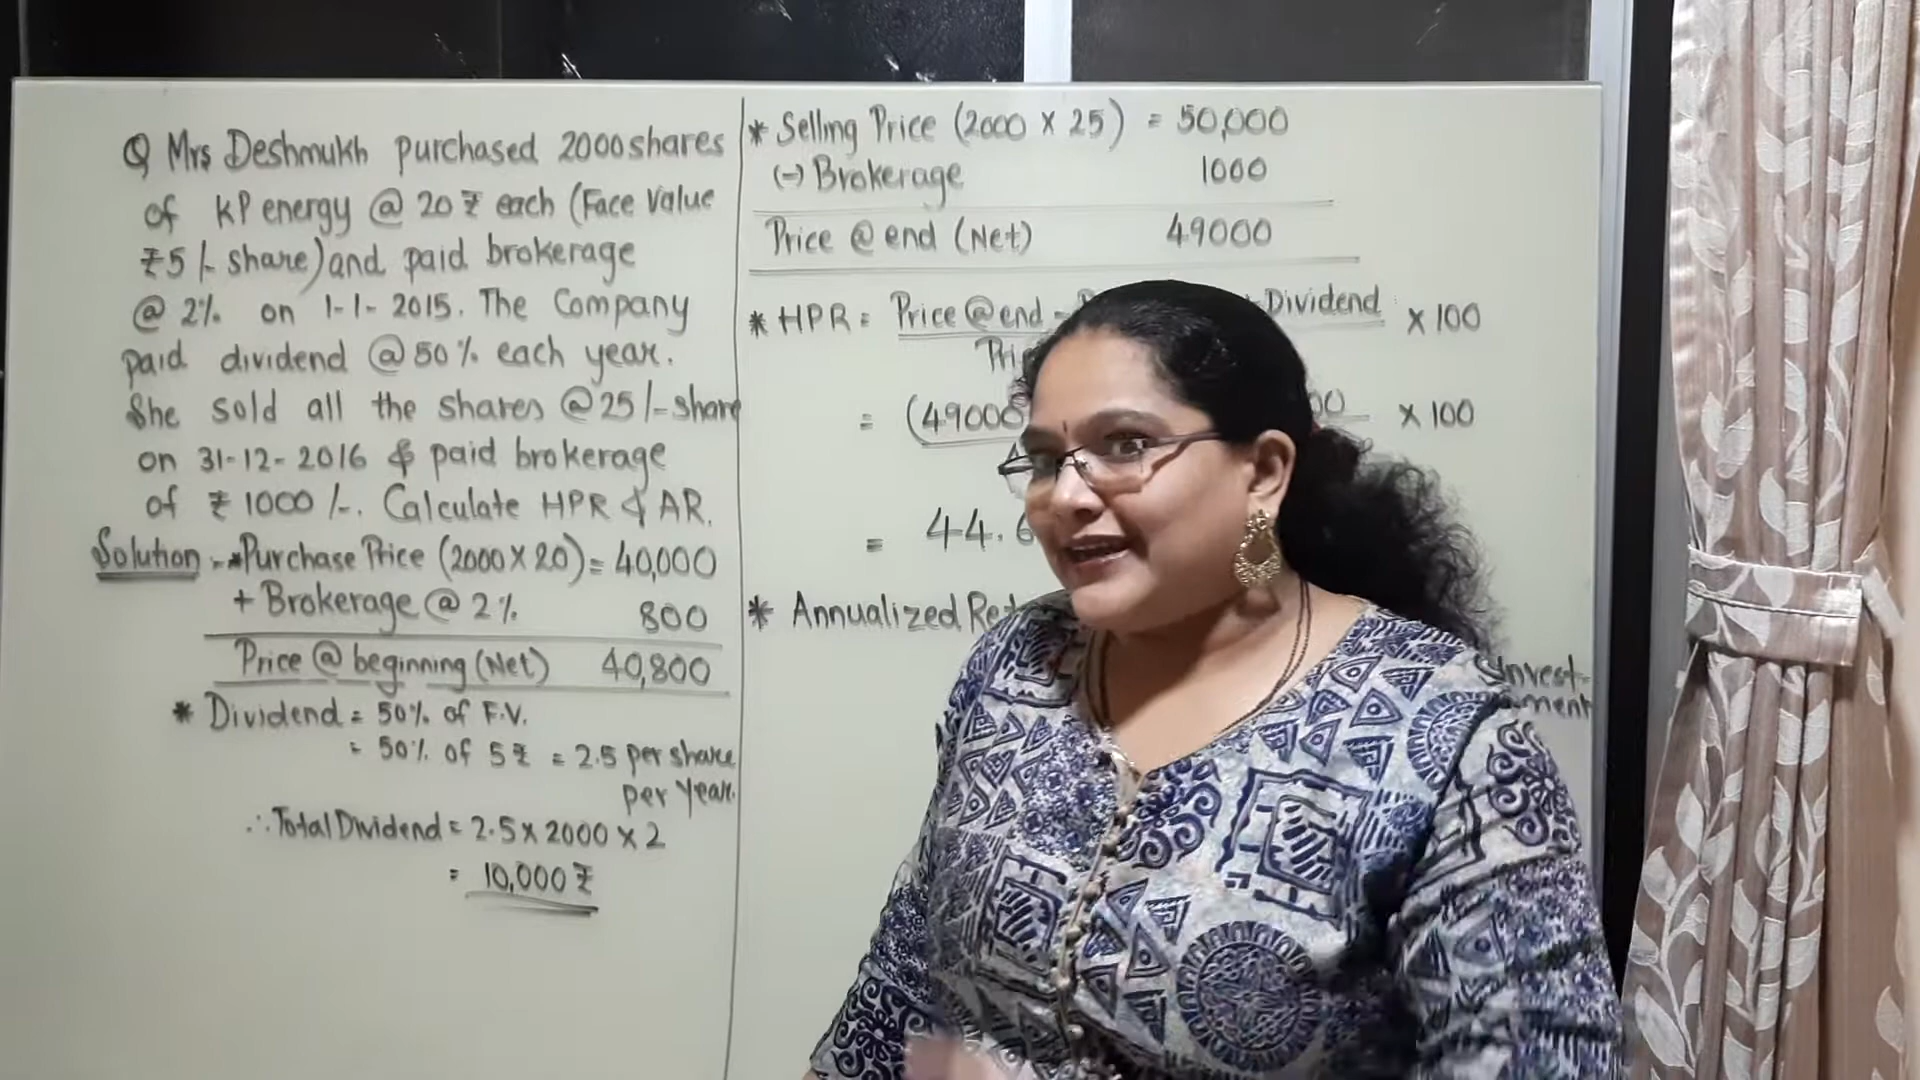 Q Mrs Deshmukh purchased 2000 shares
of KP energy @ 20 ₹ each (Face Value
₹5/- share) and paid brokerage
@ 2% on 1-1-2015. The Company
paid dividend @ 50% each year.
She sold all the shares @ 25/- share
on 31-12-2016 & paid brokerage
of ₹ 1000/-. Calculate HPR & AR.
Solution :- * Purchase Price (2000 X 20) = 40,000
+ Brokerage @ 2% 800
Price @ beginning (Net) 40,800
* Dividend = 50% of F.V.
= 50% of 5₹ = 2.5 per share
per year.
∴ Total Dividend = 2.5 x 2000 x 2
= 10,000 ₹
* Selling Price (2000 X 25) = 50,000
(-) Brokerage 1000
Price @ end (Net) 49000
* HPR = Price @ end - Dividend X 100
= (49000 X 100
= 44.6
* Annualized
Invest-
ment